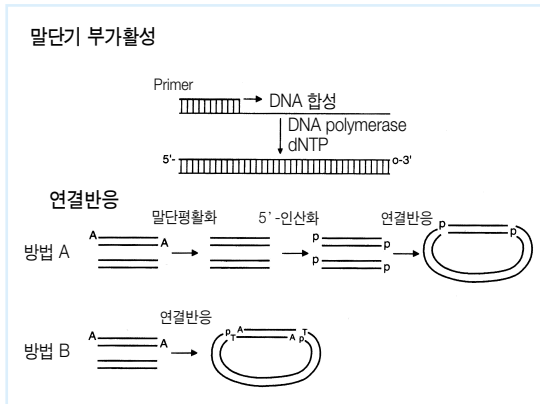 말단기 부가활성
Primer
DNA 합성
DNA polymerase
dNTP
5'- o-3'
연결반응
말단평활화 5'-인산화 연결반응
방법 A A A p p p p p p
연결반응
방법 B A A p T A A p T